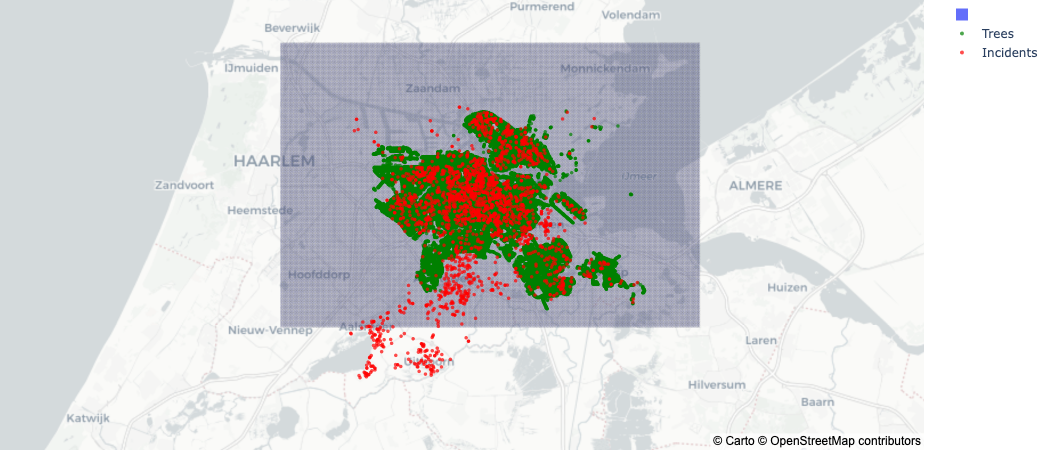 Purmerend
Volendam
Beverwijk
IJmuiden
Monnickendam
Zaandam
HAARLEM
IJmeer
Zandvoort
ALMERE
Heemstede
Hoofddorp
Huizen
Nieuw-Vennep
Laren
Hilversum
Baarn
Katwijk
Trees
Incidents
© Carto © OpenStreetMap contributors